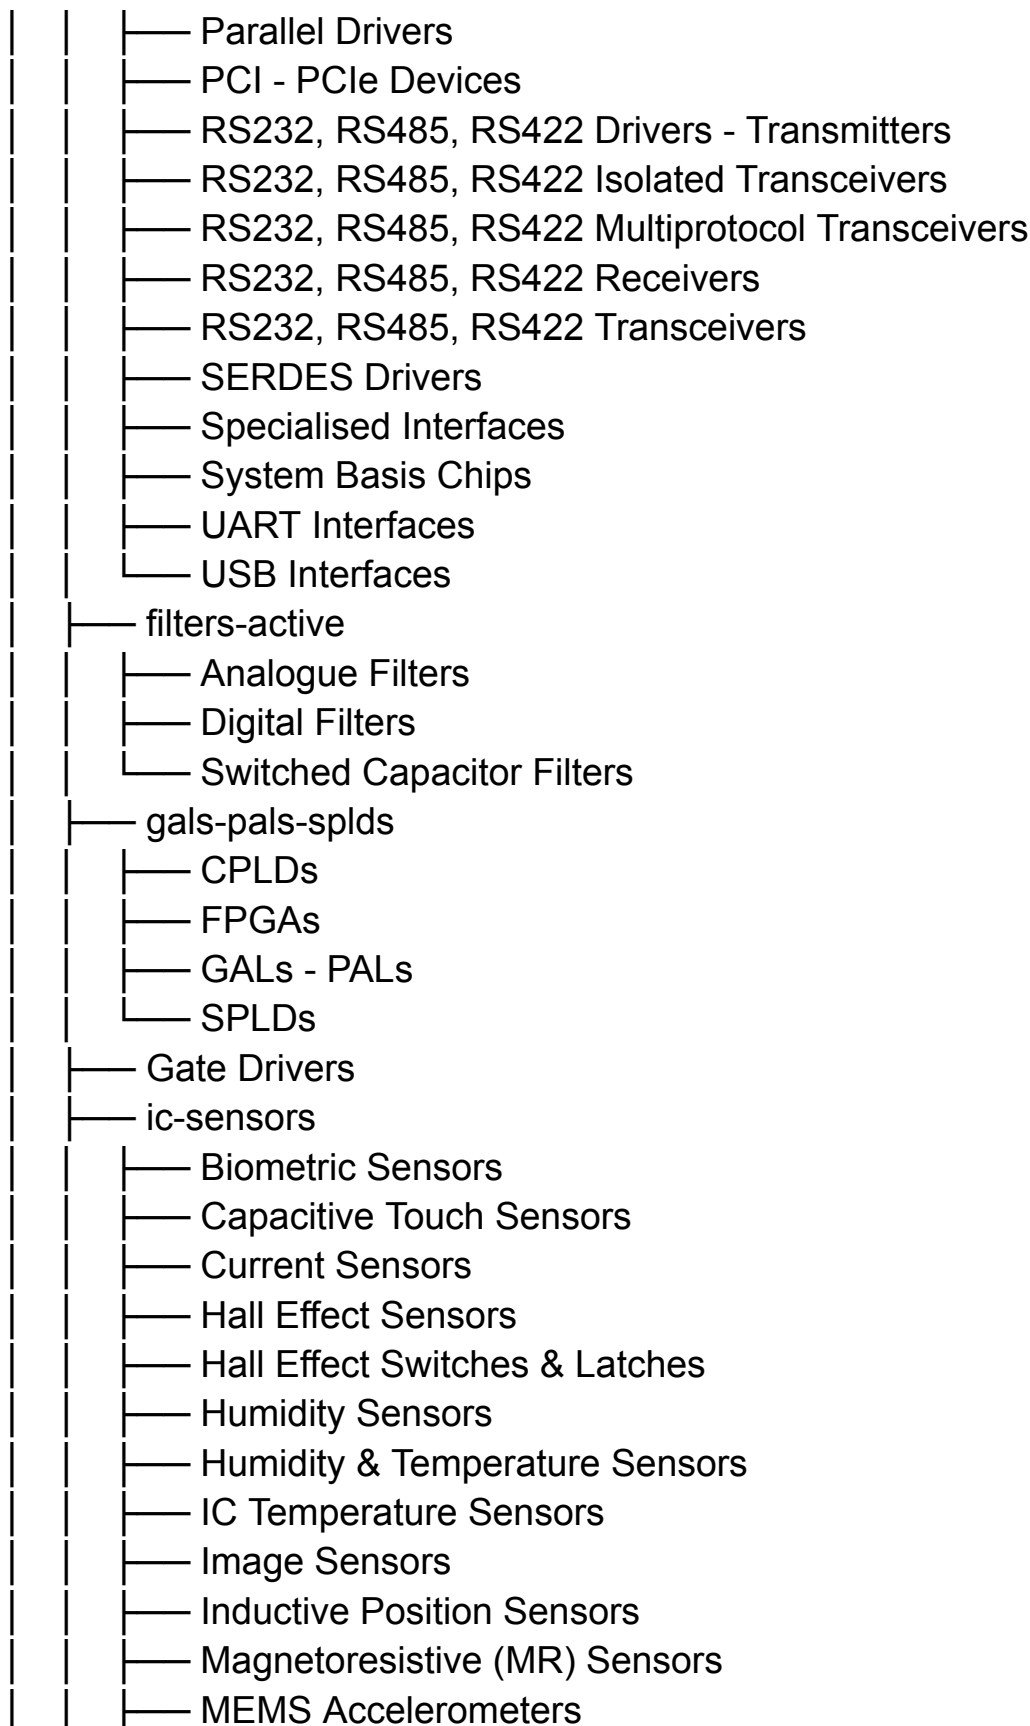 │ │ ├── Parallel Drivers
│ │ ├── PCI - PCIe Devices
│ │ ├── RS232, RS485, RS422 Drivers - Transmitters
│ │ ├── RS232, RS485, RS422 Isolated Transceivers
│ │ ├── RS232, RS485, RS422 Multiprotocol Transceivers
│ │ ├── RS232, RS485, RS422 Receivers
│ │ ├── RS232, RS485, RS422 Transceivers
│ │ ├── SERDES Drivers
│ │ ├── Specialised Interfaces
│ │ ├── System Basis Chips
│ │ ├── UART Interfaces
│ │ └── USB Interfaces
│ ├── filters-active
│ │ ├── Analogue Filters
│ │ ├── Digital Filters
│ │ └── Switched Capacitor Filters
│ ├── gals-pals-splds
│ │ ├── CPLDs
│ │ ├── FPGAs
│ │ ├── GALs - PALs
│ │ └── SPLDs
│ ├── Gate Drivers
│ ├── ic-sensors
│ │ ├── Biometric Sensors
│ │ ├── Capacitive Touch Sensors
│ │ ├── Current Sensors
│ │ ├── Hall Effect Sensors
│ │ ├── Hall Effect Switches & Latches
│ │ ├── Humidity Sensors
│ │ ├── Humidity & Temperature Sensors
│ │ ├── IC Temperature Sensors
│ │ ├── Image Sensors
│ │ ├── Inductive Position Sensors
│ │ ├── Magnetoresistive (MR) Sensors
│ │ ├── MEMS Accelerometers